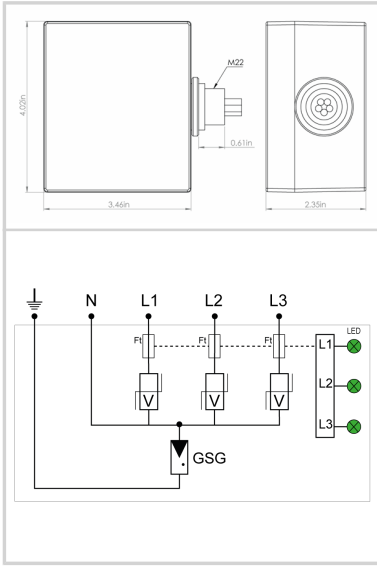 M22
4.02in
0.61in
3.46in
2.35in
N L1 L2 L3
LED
Ft Ft Ft L1
V V V L2
L3
GSG